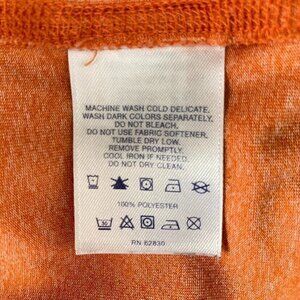 MACHINE WASH COLD DELICATE.
WASH DARK COLORS SEPARATELY.
DO NOT BLEACH.
DO NOT USE FABRIC SOFTENER.
TUMBLE DRY LOW.
REMOVE PROMPTLY.
COOL IRON IF NEEDED.
DO NOT DRY CLEAN.
100% POLYESTER
RN 62830